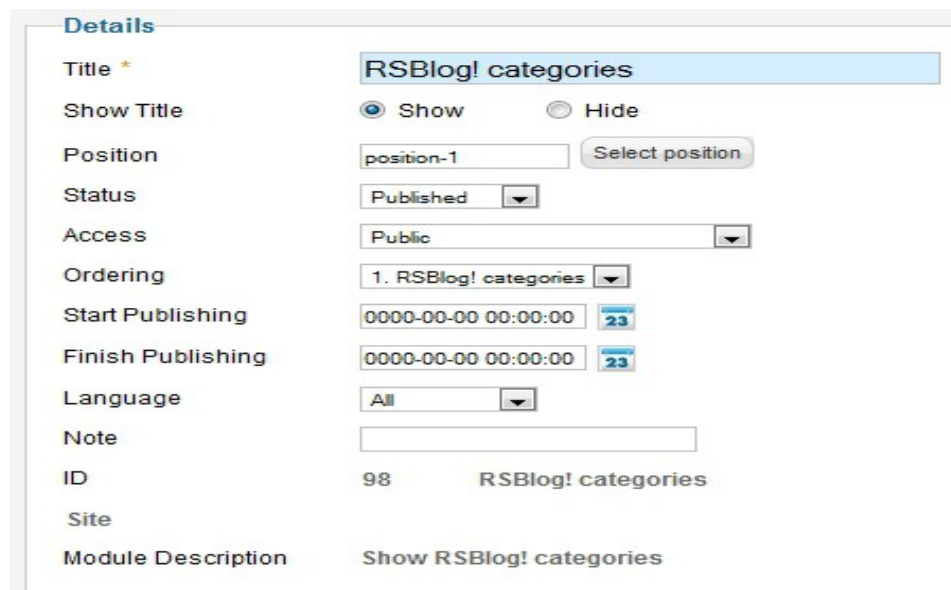 Details
Title * RSBlog! categories
Show Title Show Hide
Position position-1 Select position
Status Published
Access Public
Ordering 1. RSBlog! categories
Start Publishing 0000-00-00 00:00:00 23
Finish Publishing 0000-00-00 00:00:00 23
Language All
Note
ID 98 RSBlog! categories
Site
Module Description Show RSBlog! categories